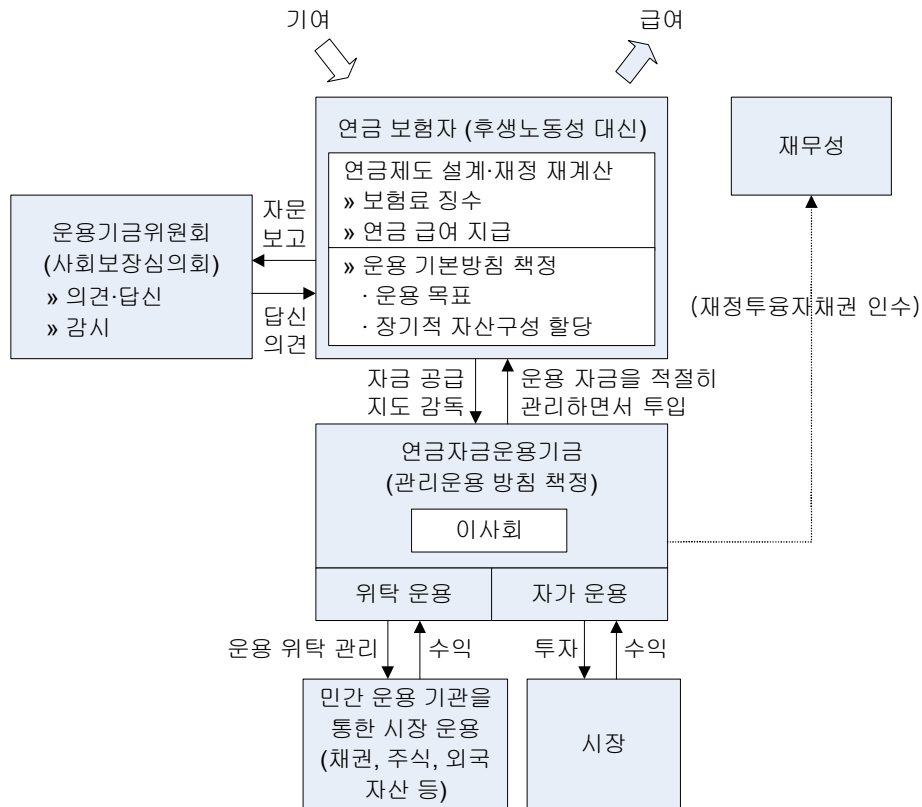 기여
급여
연금 보험자 (후생노동성 대신)
연금제도 설계·재정 재계산
» 보험료 징수
» 연금 급여 지급
» 운용 기본방침 책정
· 운용 목표
· 장기적 자산구성 할당
재무성
운용기금위원회
(사회보장심의회)
» 의견·답신
» 감시
자문
보고
답신
의견
(재정투융자채권 인수)
자금 공급
지도 감독
운용 자금을 적절히
관리하면서 투입
연금자금운용기금
(관리운용 방침 책정)
이사회
위탁 운용
자가 운용
운용 위탁 관리
수익
투자
수익
민간 운용 기관을
통한 시장 운용
(채권, 주식, 외국
자산 등)
시장